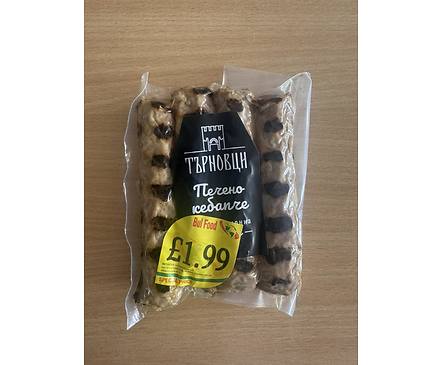 ТЪРНОВЦИ
Печено
кебапче
Bul Food
£1.99